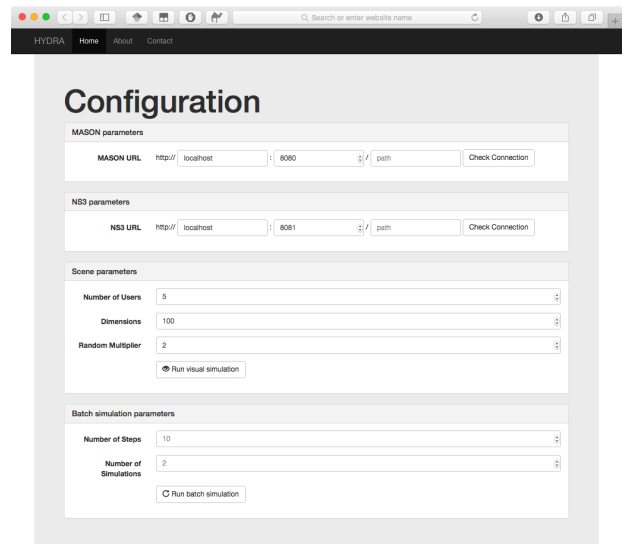 Search or enter website name
HYDRA Home About Contact
Configuration
MASON parameters
MASON URL http:// localhost : 8080 / path Check Connection
NS3 parameters
NS3 URL http:// localhost : 8081 / path Check Connection
Scene parameters
Number of Users 5
Dimensions 100
Random Multiplier 2
Run visual simulation
Batch simulation parameters
Number of Steps 10
Number of 2
Simulations
Run batch simulation